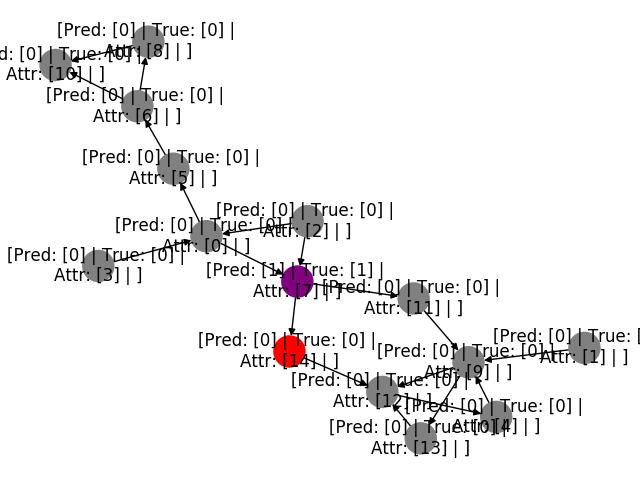 [Pred: [0] | True: [0] |
Attr: [8] | ]
d: [0] | True: [0] |
Attr: [10] | ]
[Pred: [0] | True: [0] |
Attr: [6] | ]
[Pred: [0] | True: [0] |
Attr: [5] | ]
[Pred: [0] | True: [0] |
Attr: [2] | ]
[Pred: [0] | True: [0] |
Attr: [0] | ]
[Pred: [0] | True: [0] |
Attr: [3] | ]
[Pred: [1] | True: [1] |
Attr: [7] | ]
[Pred: [0] | True: [0] |
Attr: [11] | ]
[Pred: [0] | True: [0] |
Attr: [14] | ]
[Pred: [0] | True: [
Attr: [1] | ]
[Pred: [0] | True: [0] |
Attr: [9] | ]
[Pred: [0] | True: [0] |
Attr: [12] | ]
[Pred: [0] | True: [0] |
Attr: [4] | ]
[Pred: [0] | True: [0] |
Attr: [13] | ]